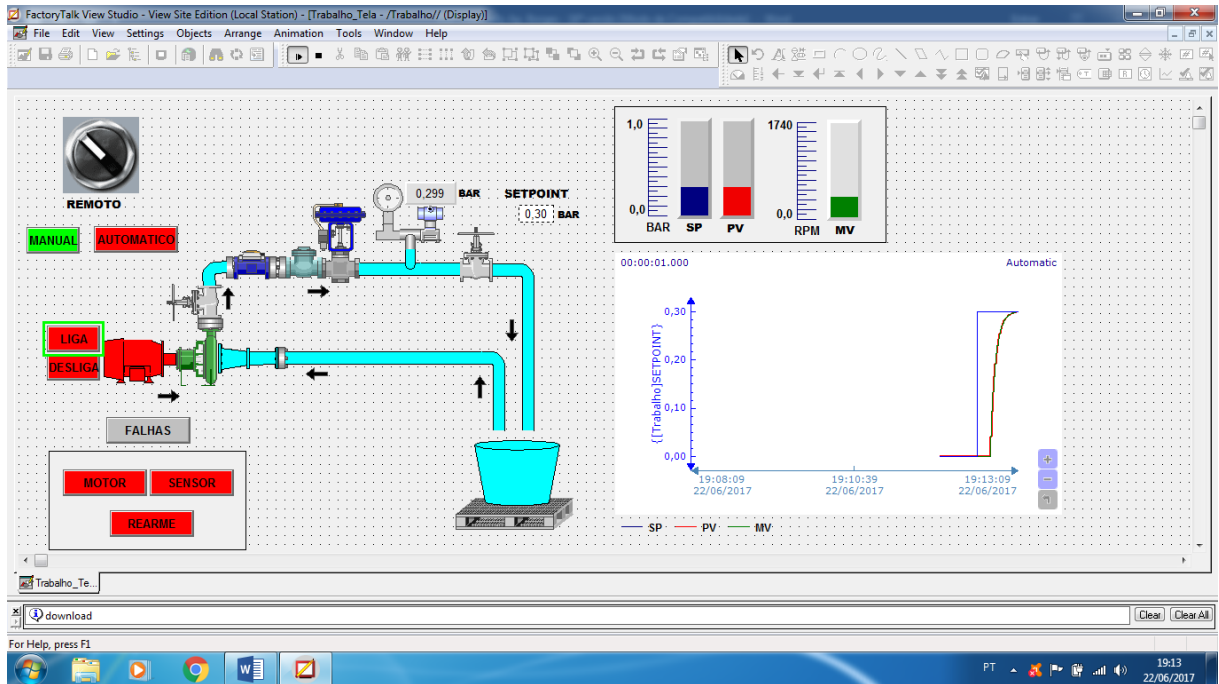 FactoryTalk View Studio - View Site Edition (Local Station) - [Trabalho_Tela - /Trabalho// (Display)]
File Edit View Settings Objects Arrange Animation Tools Window Help
REMOTO
MANUAL AUTOMATICO
0,299 BAR SETPOINT
0,30 BAR
LIGA
DESLIGA
FALHAS
MOTOR SENSOR
REARME
1,0 1740
0,0 0,0
BAR SP PV RPM MV
00:00:01.000 Automatic
{[Trabalho]SETPOINT}
0,30
0,20
0,10
0,00
19:08:09 19:10:39 19:13:09
22/06/2017 22/06/2017 22/06/2017
SP PV MV
Trabalho_Te...
download Clear Clear All
For Help, press F1
PT 19:13
22/06/2017